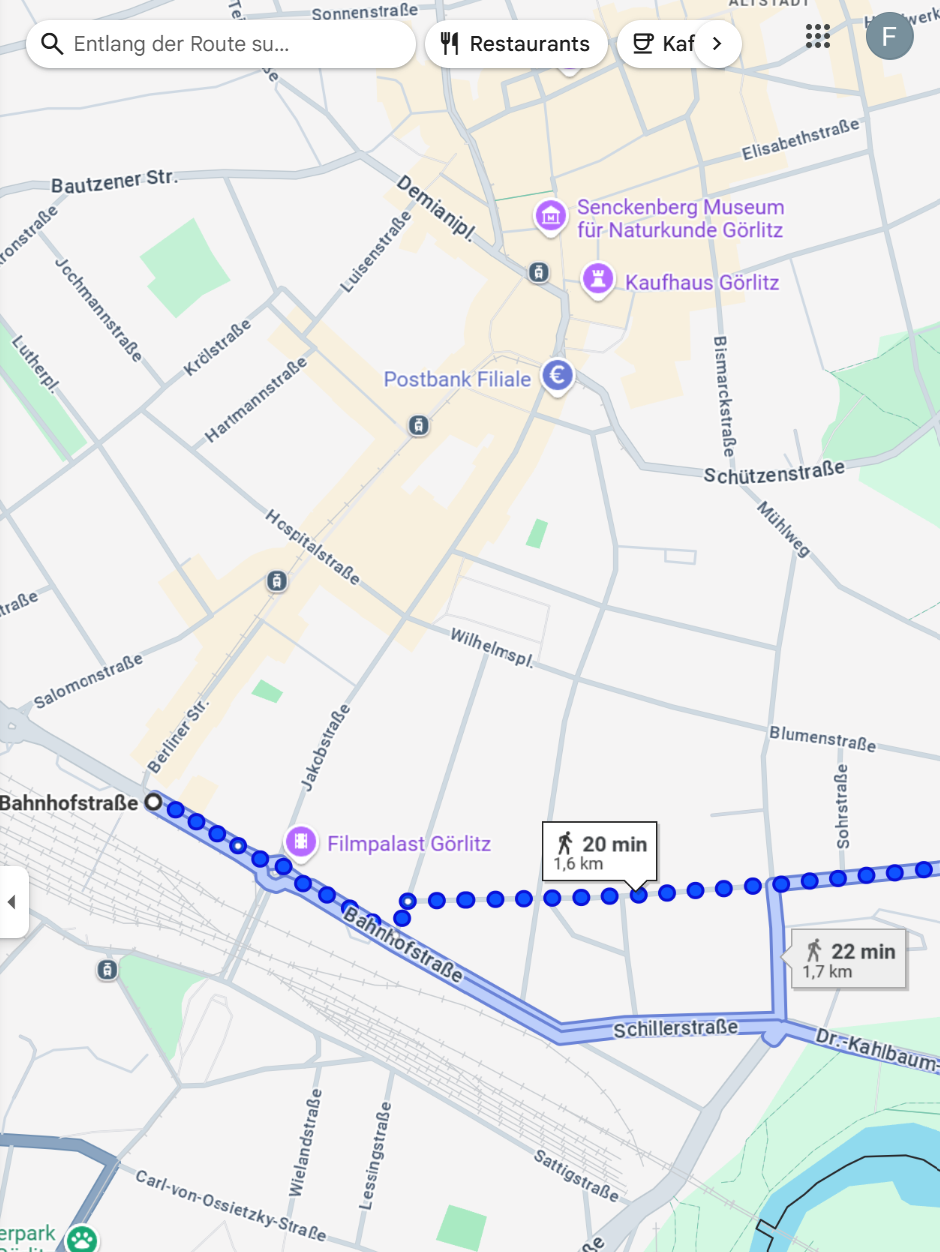 Sonnenstraße
ALTSTADT
Entlang der Route su...
Restaurants
Kaf
F
Elisabethstraße
Bautzener Str.
Demianipl.
Senckenberg Museum
für Naturkunde Görlitz
Luisenstraße
Jochmannstraße
Kaufhaus Görlitz
Krölstraße
Lutherpl.
Bismarckstraße
Hartmannstraße
Postbank Filiale
€
Schützenstraße
Mühlweg
Hospitalstraße
Wilhelmspl.
Salomonstraße
Berliner Str.
Jakobstraße
Blumenstraße
Sohrstraße
Bahnhofstraße
Filmpalast Görlitz
20 min
1,6 km
Bahnhofstraße
22 min
1,7 km
Schillerstraße
Dr.-Kahlbaum-
Wielandstraße
Lessingstraße
Sattigstraße
Carl-von-Ossietzky-Straße
erpark